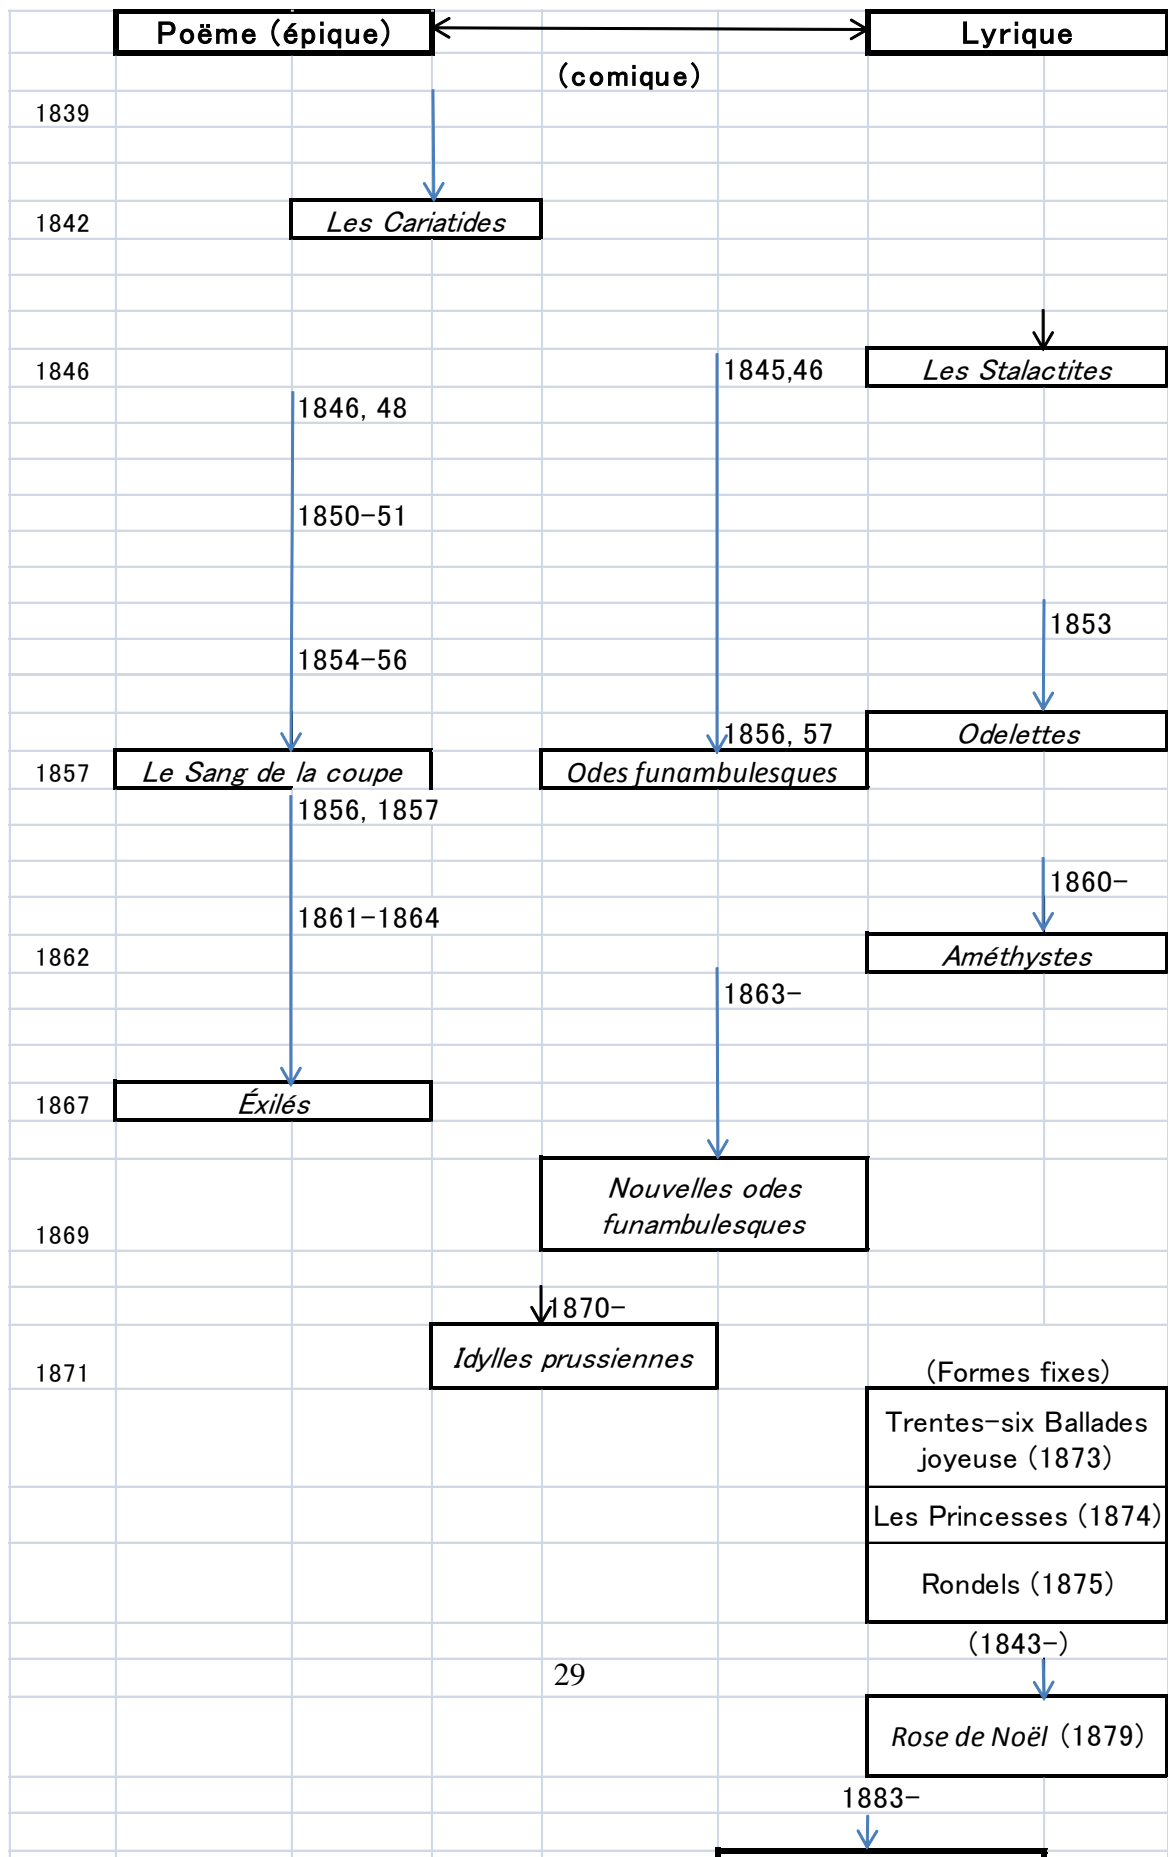 Poëme (épique)
Lyrique
(comique)
1839
1842
Les Cariatides
1846
1845,46
Les Stalactites
1846, 48
1850-51
1853
1854-56
1856, 57
Odelettes
1857
Le Sang de la coupe
Odes funambulesques
1856, 1857
1860-
1861-1864
1862
Améthystes
1863-
1867
Éxilés
Nouvelles odes
funambulesques
1869
1870-
Idylles prussiennes
1871
(Formes fixes)
Trentes-six Ballades
joyeuse (1873)
Les Princesses (1874)
Rondels (1875)
(1843-)
29
Rose de Noël (1879)
1883-